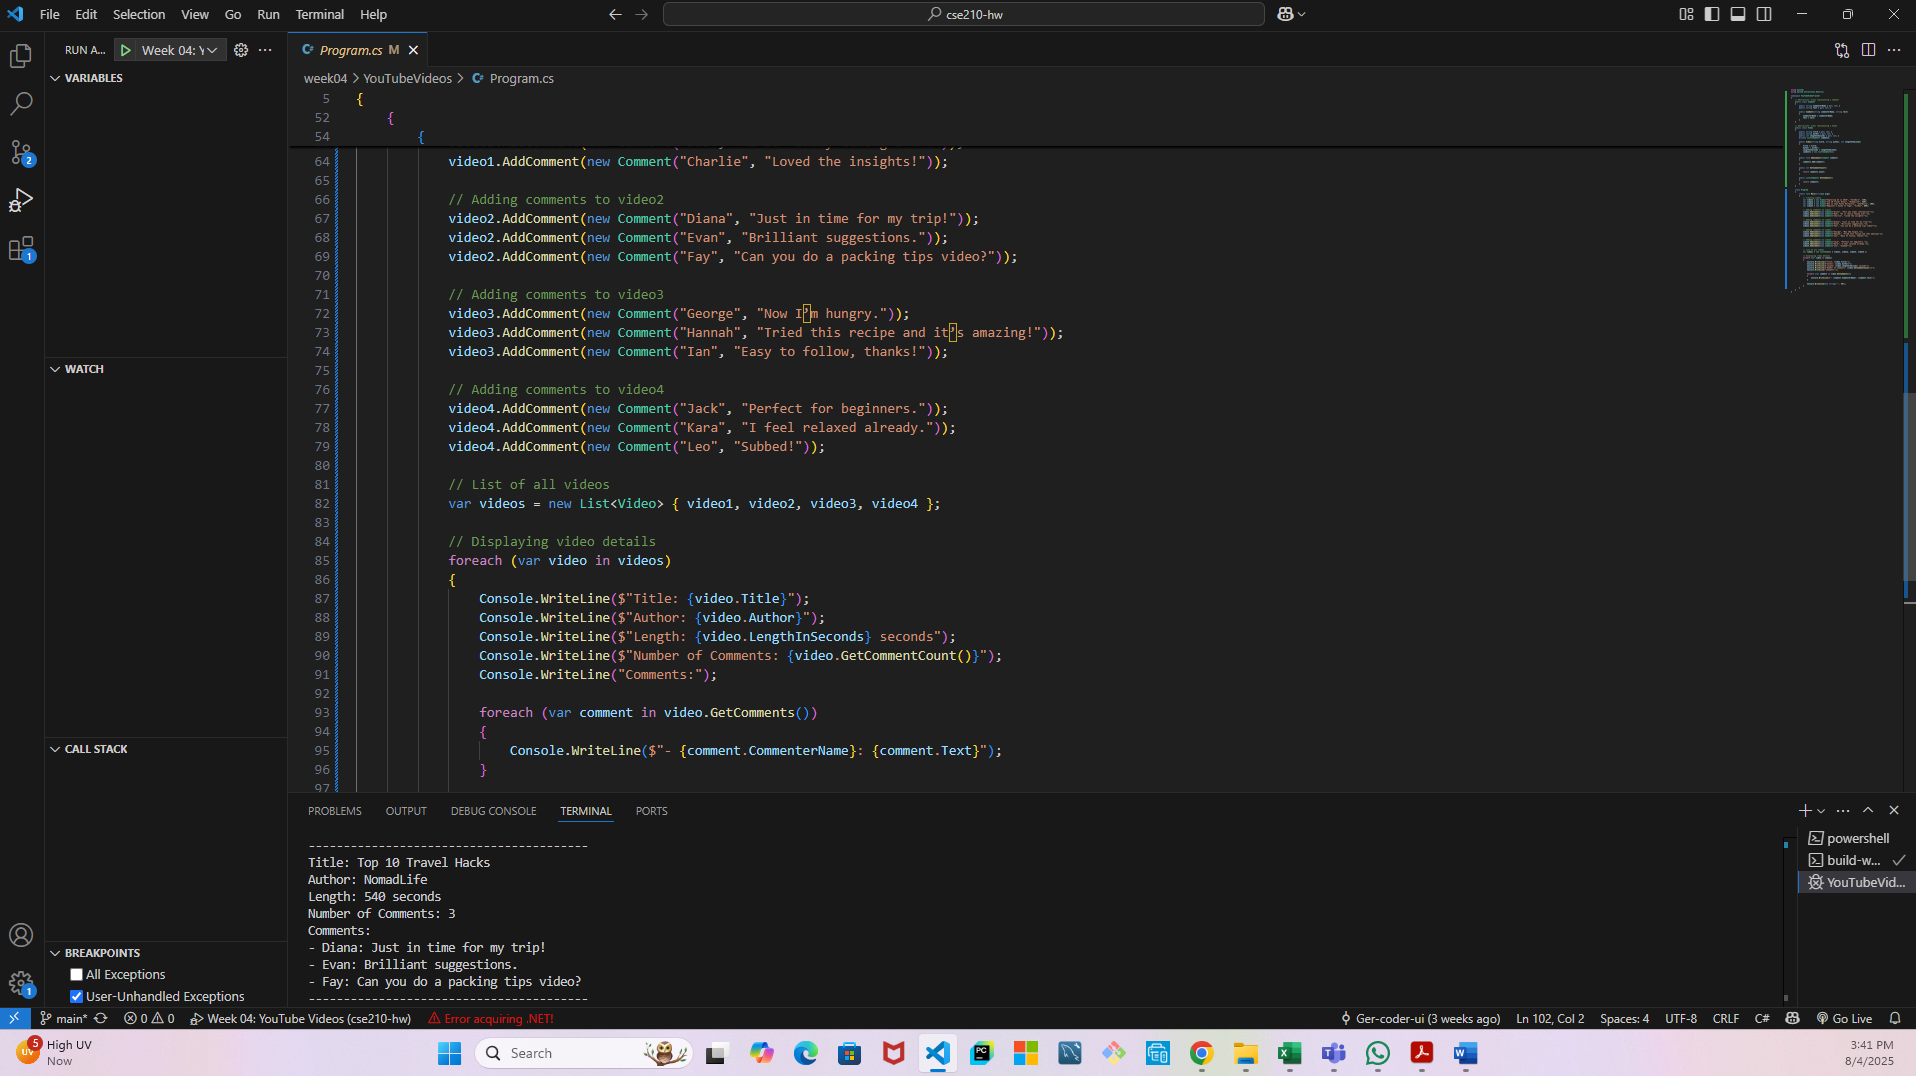 File Edit Selection View Go Run Terminal Help
cse210-hw
RUN A... Week 04: Y
Program.cs M
VARIABLES
WATCH
CALL STACK
BREAKPOINTS
All Exceptions
User-Unhandled Exceptions
2
1
1
week04 > YouTubeVideos > Program.cs
5 {
52 {
54 {
64 video1.AddComment(new Comment("Charlie", "Loved the insights!"));
65
66 // Adding comments to video2
67 video2.AddComment(new Comment("Diana", "Just in time for my trip!"));
68 video2.AddComment(new Comment("Evan", "Brilliant suggestions."));
69 video2.AddComment(new Comment("Fay", "Can you do a packing tips video?"));
70
71 // Adding comments to video3
72 video3.AddComment(new Comment("George", "Now I’m hungry."));
73 video3.AddComment(new Comment("Hannah", "Tried this recipe and it’s amazing!"));
74 video3.AddComment(new Comment("Ian", "Easy to follow, thanks!"));
75
76 // Adding comments to video4
77 video4.AddComment(new Comment("Jack", "Perfect for beginners."));
78 video4.AddComment(new Comment("Kara", "I feel relaxed already."));
79 video4.AddComment(new Comment("Leo", "Subbed!"));
80
81 // List of all videos
82 var videos = new List<Video> { video1, video2, video3, video4 };
83
84 // Displaying video details
85 foreach (var video in videos)
86 {
87 Console.WriteLine($"Title: {video.Title}");
88 Console.WriteLine($"Author: {video.Author}");
89 Console.WriteLine($"Length: {video.LengthInSeconds} seconds");
90 Console.WriteLine($"Number of Comments: {video.GetCommentCount()}");
91 Console.WriteLine("Comments:");
92
93 foreach (var comment in video.GetComments())
94 {
95 Console.WriteLine($"- {comment.CommenterName}: {comment.Text}");
96 }
97
PROBLEMS OUTPUT DEBUG CONSOLE TERMINAL PORTS
----------------------------------------
Title: Top 10 Travel Hacks
Author: NomadLife
Length: 540 seconds
Number of Comments: 3
Comments:
- Diana: Just in time for my trip!
- Evan: Brilliant suggestions.
- Fay: Can you do a packing tips video?
----------------------------------------
powershell
build-w...
YouTubeVid...
main* 0 0 Week 04: YouTube Videos (cse210-hw) Error acquiring .NET!
Ger-coder-ui (3 weeks ago) Ln 102, Col 2 Spaces: 4 UTF-8 CRLF C# Go Live
5
UV
High UV
Now
Search
3:41 PM
8/4/2025